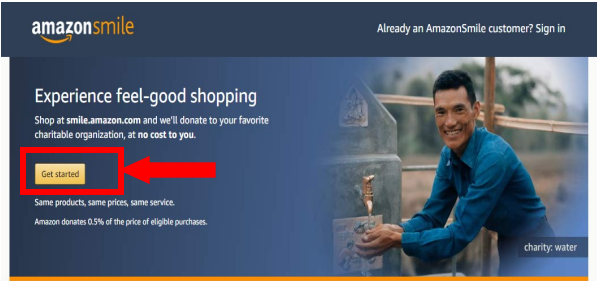 amazonsmile
Already an AmazonSmile customer? Sign in
Experience feel-good shopping
Shop at smile.amazon.com and we'll donate to your favorite
charitable organization, at no cost to you.
Get started
Same products, same prices, same service.
Amazon donates 0.5% of the price of eligible purchases.
charity: water